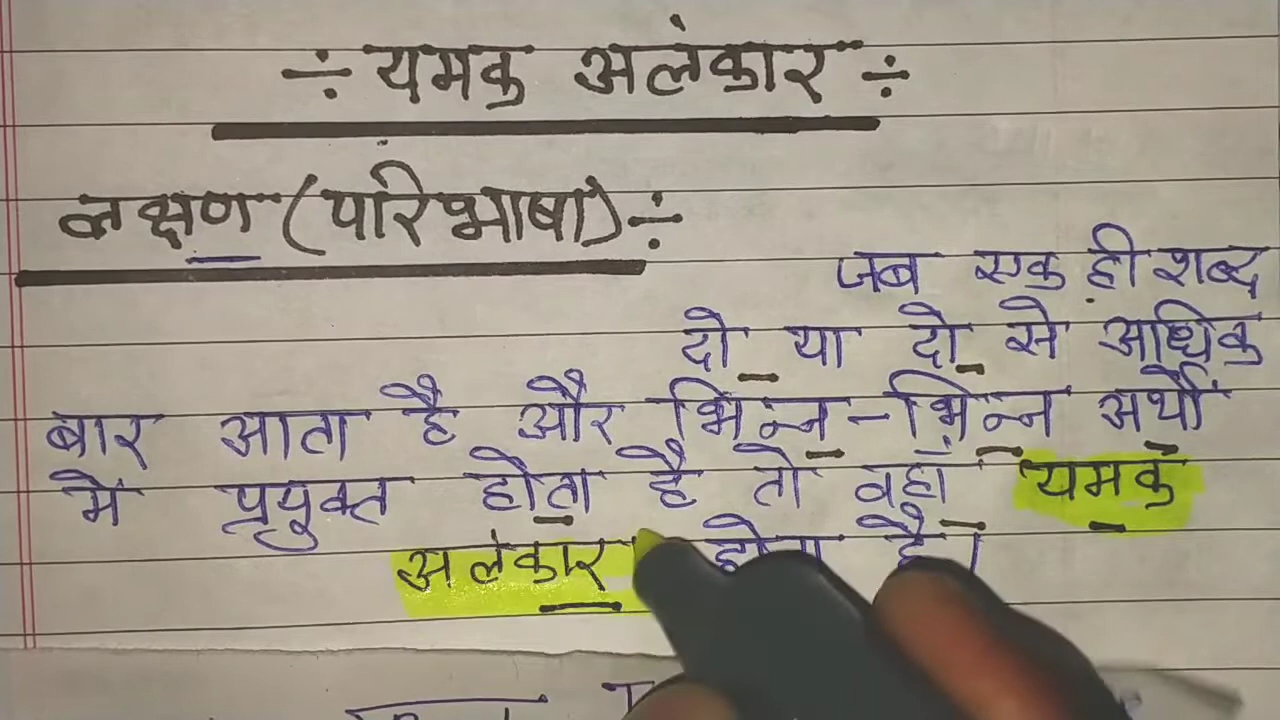 ÷ यमक अलंकार ÷
लक्षण (परिभाषा) ÷
जब एक ही शब्द
दो या दो से अधिक
बार आता है और भिन्न-भिन्न अर्थों
में प्रयुक्त होता है तो वहाँ यमक
अलंकार होता है।